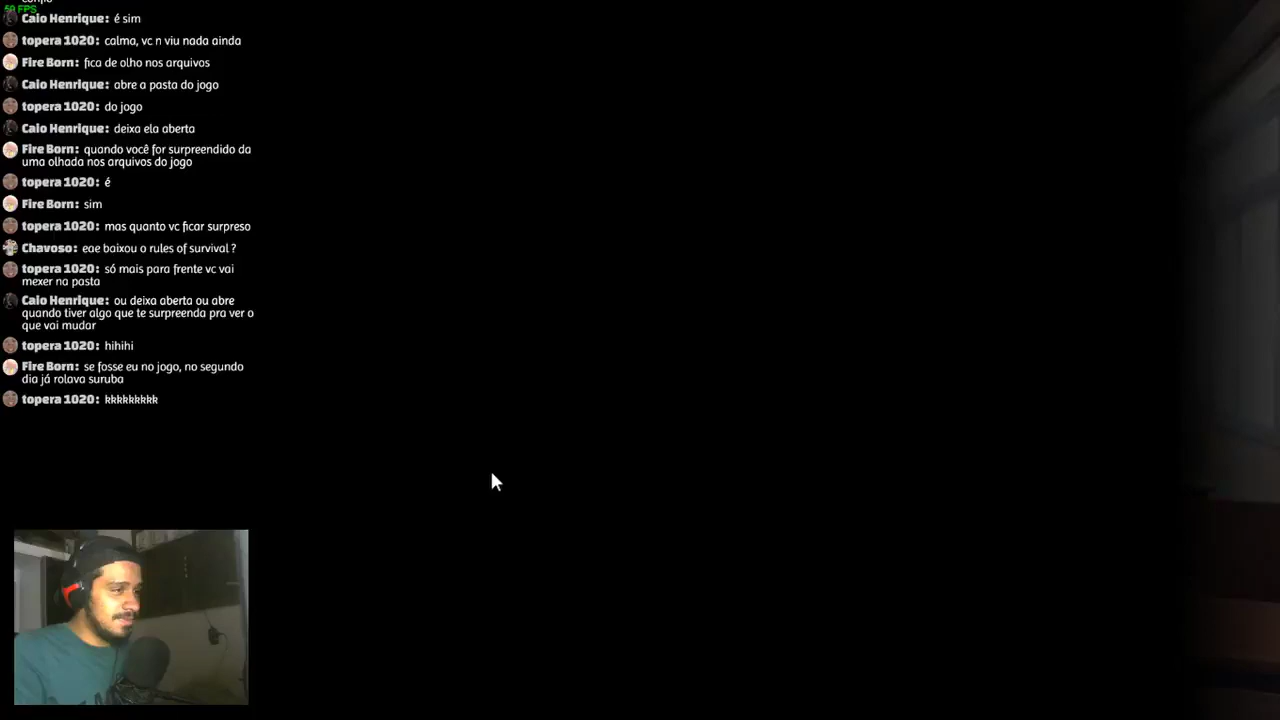 50 FPS
Caio Henrique: é sim
topera 1020: calma, vc n viu nada ainda
Fire Born: fica de olho nos arquivos
Caio Henrique: abre a pasta do jogo
topera 1020: do jogo
Caio Henrique: deixa ela aberta
Fire Born: quando você for surpreendido da
uma olhada nos arquivos do jogo
topera 1020: é
Fire Born: sim
topera 1020: mas quanto vc ficar surpreso
Chavoso: eae baixou o rules of survival ?
topera 1020: só mais para frente vc vai
mexer na pasta
Caio Henrique: ou deixa aberta ou abre
quando tiver algo que te surpreenda pra ver o
que vai mudar
topera 1020: hihihi
Fire Born: se fosse eu no jogo, no segundo
dia já rolava suruba
topera 1020: kkkkkkkkk